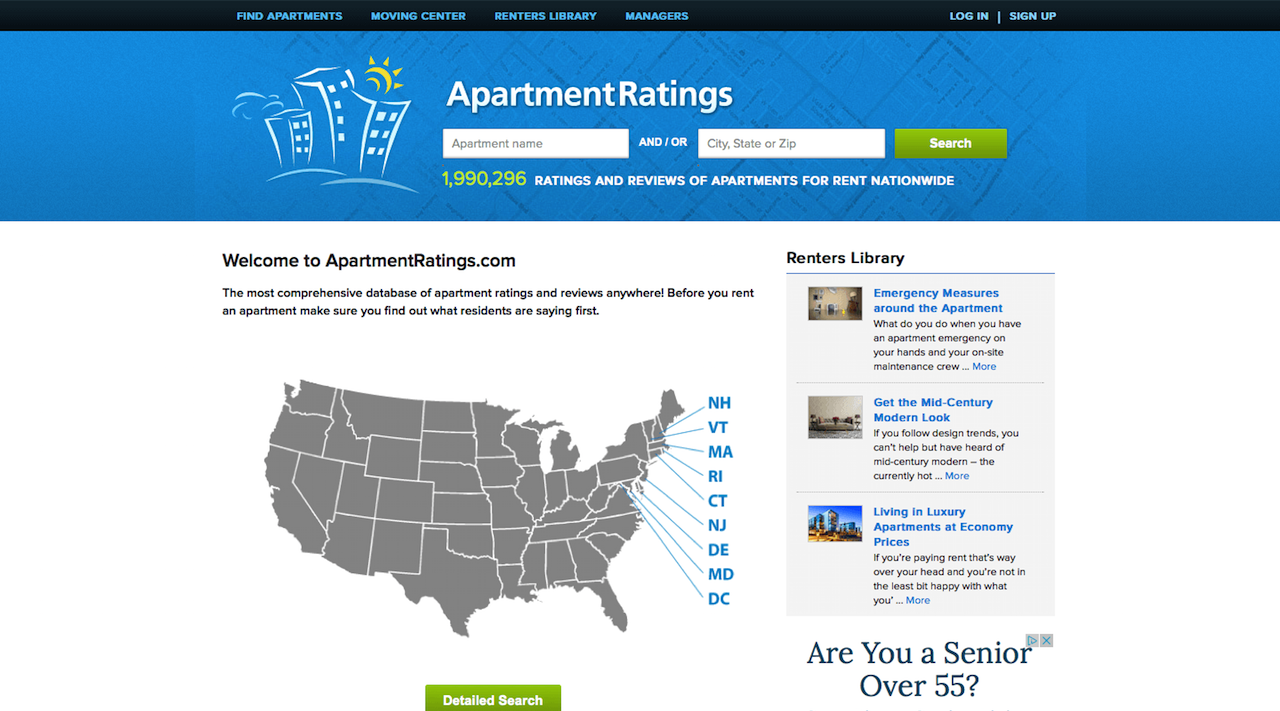 FIND APARTMENTS MOVING CENTER RENTERS LIBRARY MANAGERS LOG IN | SIGN UP
ApartmentRatings
Apartment name AND / OR City, State or Zip Search
1,990,296 RATINGS AND REVIEWS OF APARTMENTS FOR RENT NATIONWIDE
Welcome to ApartmentRatings.com
The most comprehensive database of apartment ratings and reviews anywhere! Before you rent
an apartment make sure you find out what residents are saying first.
NH
VT
MA
RI
CT
NJ
DE
MD
DC
Detailed Search
Renters Library
Emergency Measures
around the Apartment
What do you do when you have
an apartment emergency on
your hands and your on-site
maintenance crew ... More
Get the Mid-Century
Modern Look
If you follow design trends, you
can't help but have heard of
mid-century modern – the
currently hot ... More
Living in Luxury
Apartments at Economy
Prices
If you're paying rent that's way
over your head and you're not in
the least bit happy with what
you' ... More
Are You a Senior
Over 55?